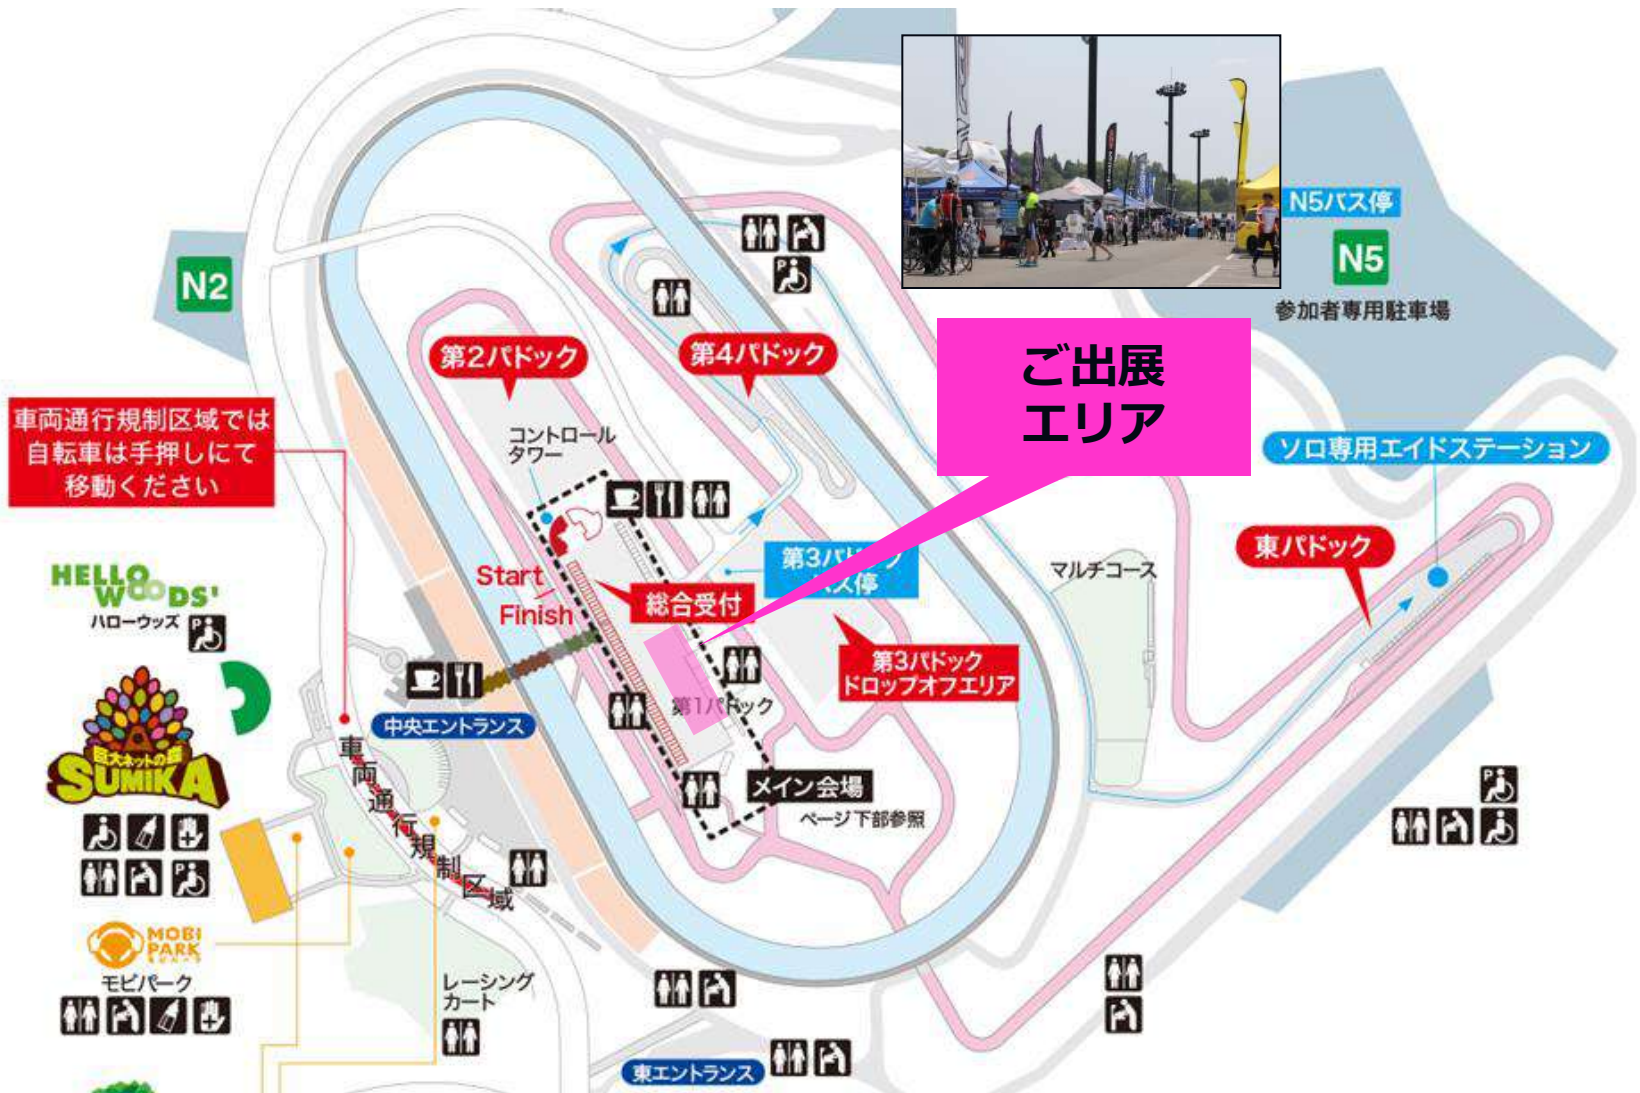 N5バス停
N5
参加者専用駐車場
N2
第2パドック
第4パドック
ご出展
エリア
車両通行規制区域では
自転車は手押しにて
移動ください
コントロール
タワー
ソロ専用エイドステーション
東パドック
Start
Finish
総合受付
マルチコース
HELLO
WOODS'
ハローウッズ
P
第3パドック
ドロップオフエリア
第1パドック
中央エントランス
巨大ネットの森
SUMIKA
車両通行規制区域
メイン会場
ページ下部参照
MOBI
PARK
モビパーク
レーシング
カート
東エントランス
P
P
P